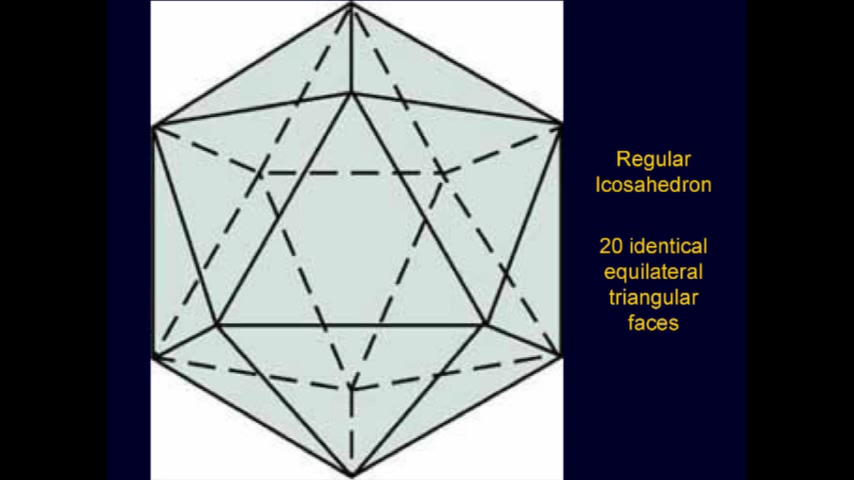 Regular
Icosahedron
20 identical
equilateral
triangular
faces